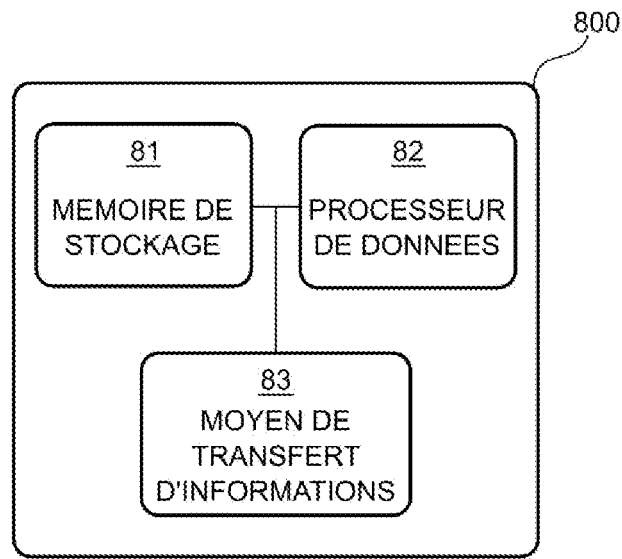 800
81
MEMOIRE DE
STOCKAGE
82
PROCESSEUR
DE DONNEES
83
MOYEN DE
TRANSFERT
D'INFORMATIONS